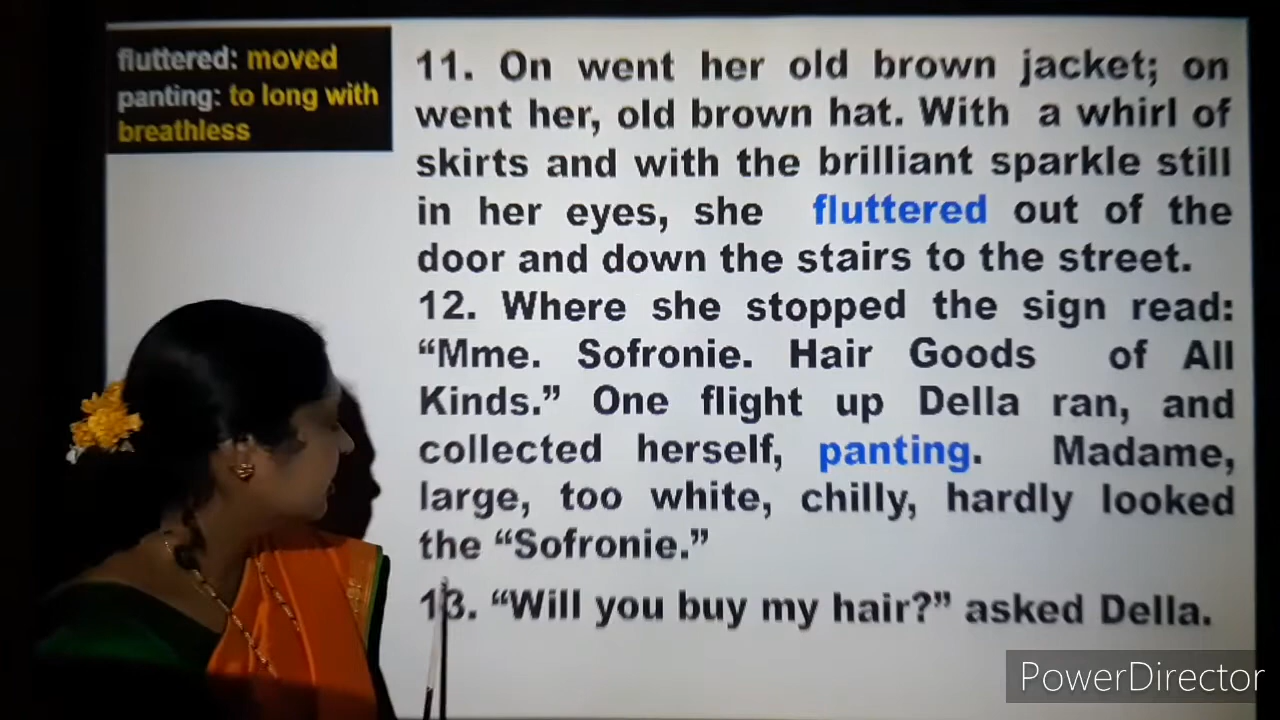 fluttered: moved
panting: to long with
breathless
11. On went her old brown jacket; on
went her, old brown hat. With a whirl of
skirts and with the brilliant sparkle still
in her eyes, she fluttered out of the
door and down the stairs to the street.
12. Where she stopped the sign read:
“Mme. Sofronie. Hair Goods of All
Kinds.” One flight up Della ran, and
collected herself, panting. Madame,
large, too white, chilly, hardly looked
the “Sofronie.”
13. “Will you buy my hair?” asked Della.
PowerDirector